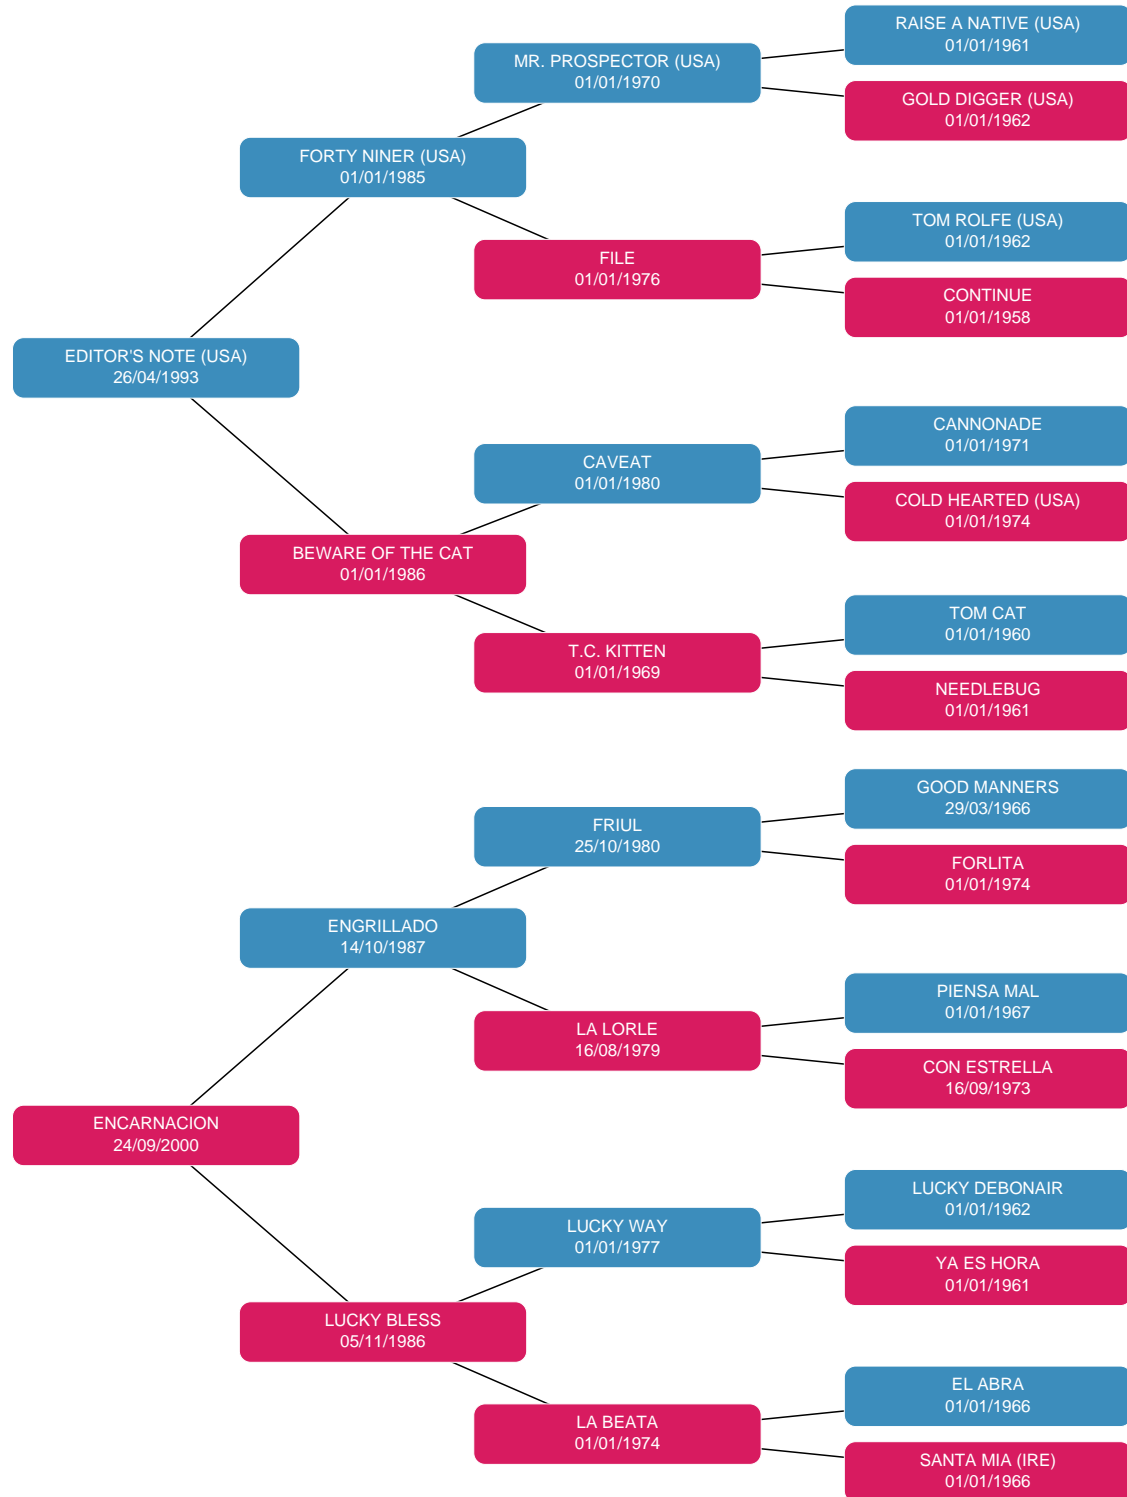 RAISE A NATIVE (USA)
01/01/1961
MR. PROSPECTOR (USA)
01/01/1970
GOLD DIGGER (USA)
01/01/1962
FORTY NINER (USA)
01/01/1985
TOM ROLFE (USA)
01/01/1962
FILE
01/01/1976
CONTINUE
01/01/1958
EDITOR'S NOTE (USA)
26/04/1993
CANNONADE
01/01/1971
CAVEAT
01/01/1980
COLD HEARTED (USA)
01/01/1974
BEWARE OF THE CAT
01/01/1986
TOM CAT
01/01/1960
T.C. KITTEN
01/01/1969
NEEDLEBUG
01/01/1961
GOOD MANNERS
29/03/1966
FRIUL
25/10/1980
FORLITA
01/01/1974
ENGRILLADO
14/10/1987
PIENSA MAL
01/01/1967
LA LORLE
16/08/1979
CON ESTRELLA
16/09/1973
ENCARNACION
24/09/2000
LUCKY DEBONAIR
01/01/1962
LUCKY WAY
01/01/1977
YA ES HORA
01/01/1961
LUCKY BLESS
05/11/1986
EL ABRA
01/01/1966
LA BEATA
01/01/1974
SANTA MIA (IRE)
01/01/1966